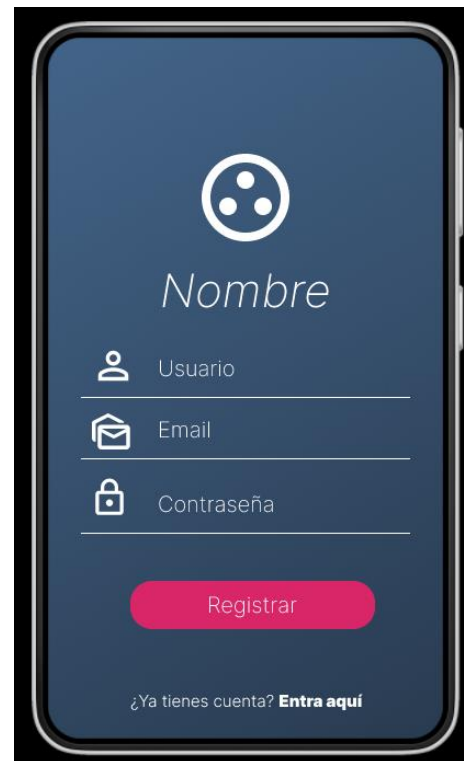 Nombre
Usuario
Email
Contraseña
Registrar
¿Ya tienes cuenta? Entra aquí